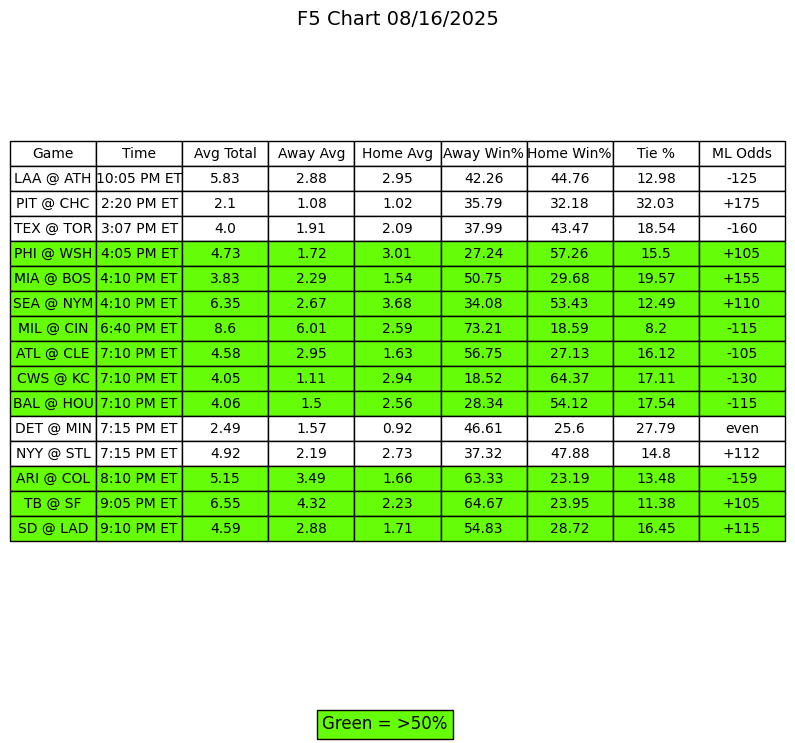 F5 Chart 08/16/2025
Game Time Avg Total Away Avg Home Avg Away Win% Home Win% Tie % ML Odds
LAA @ ATH 10:05 PM ET 5.83 2.88 2.95 42.26 44.76 12.98 -125
PIT @ CHC 2:20 PM ET 2.1 1.08 1.02 35.79 32.18 32.03 +175
TEX @ TOR 3:07 PM ET 4.0 1.91 2.09 37.99 43.47 18.54 -160
PHI @ WSH 4:05 PM ET 4.73 1.72 3.01 27.24 57.26 15.5 +105
MIA @ BOS 4:10 PM ET 3.83 2.29 1.54 50.75 29.68 19.57 +155
SEA @ NYM 4:10 PM ET 6.35 2.67 3.68 34.08 53.43 12.49 +110
MIL @ CIN 6:40 PM ET 8.6 6.01 2.59 73.21 18.59 8.2 -115
ATL @ CLE 7:10 PM ET 4.58 2.95 1.63 56.75 27.13 16.12 -105
CWS @ KC 7:10 PM ET 4.05 1.11 2.94 18.52 64.37 17.11 -130
BAL @ HOU 7:10 PM ET 4.06 1.5 2.56 28.34 54.12 17.54 -115
DET @ MIN 7:15 PM ET 2.49 1.57 0.92 46.61 25.6 27.79 even
NYY @ STL 7:15 PM ET 4.92 2.19 2.73 37.32 47.88 14.8 +112
ARI @ COL 8:10 PM ET 5.15 3.49 1.66 63.33 23.19 13.48 -159
TB @ SF 9:05 PM ET 6.55 4.32 2.23 64.67 23.95 11.38 +105
SD @ LAD 9:10 PM ET 4.59 2.88 1.71 54.83 28.72 16.45 +115
Green = >50%